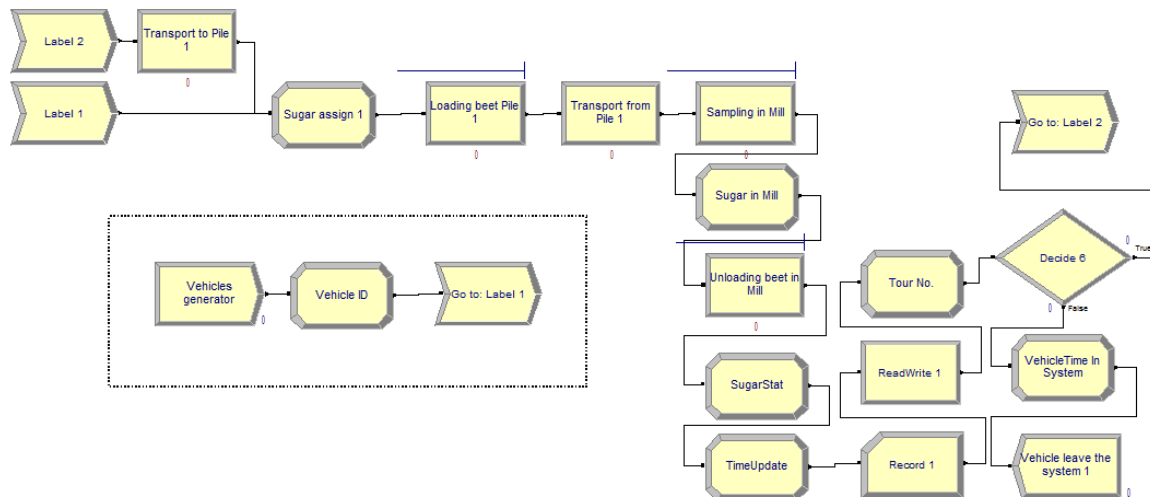 Label 2
Transport to Pile
1
0
Label 1
Sugar assign 1
Loading beet Pile
1
0
Transport from
Pile 1
0
Sampling in Mill
0
Go to: Label 2
Sugar in Mill
Vehicles
generator
0
Vehicle ID
Go to: Label 1
Unloading beet in
Mill
0
Tour No.
Decide 6
0
True
0
False
SugarStat
ReadWrite 1
VehicleTime In
System
TimeUpdate
Record 1
Vehicle leave the
system 1
0